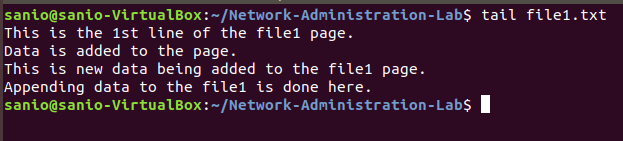 sanio@sanio-VirtualBox:~/Network-Administration-Lab$ tail file1.txt
This is the 1st line of the file1 page.
Data is added to the page.
This is new data being added to the file1 page.
Appending data to the file1 is done here.
sanio@sanio-VirtualBox:~/Network-Administration-Lab$